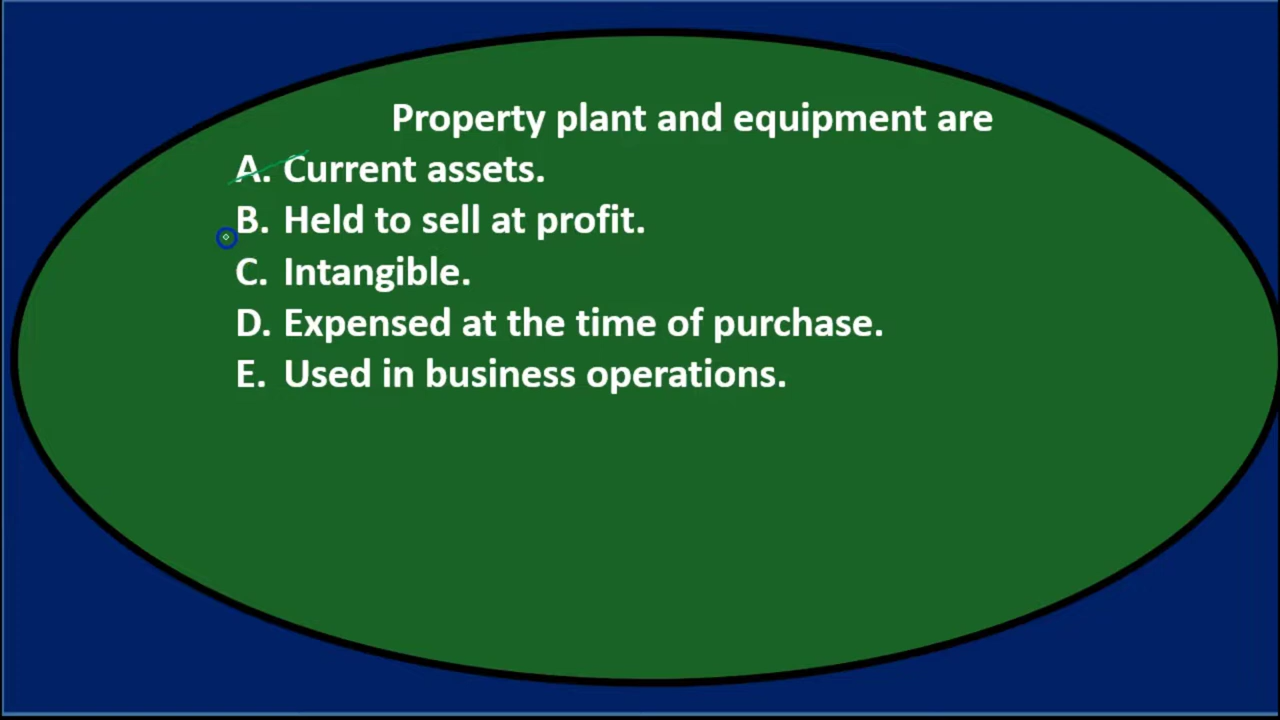 Property plant and equipment are
A. Current assets.
B. Held to sell at profit.
C. Intangible.
D. Expensed at the time of purchase.
E. Used in business operations.